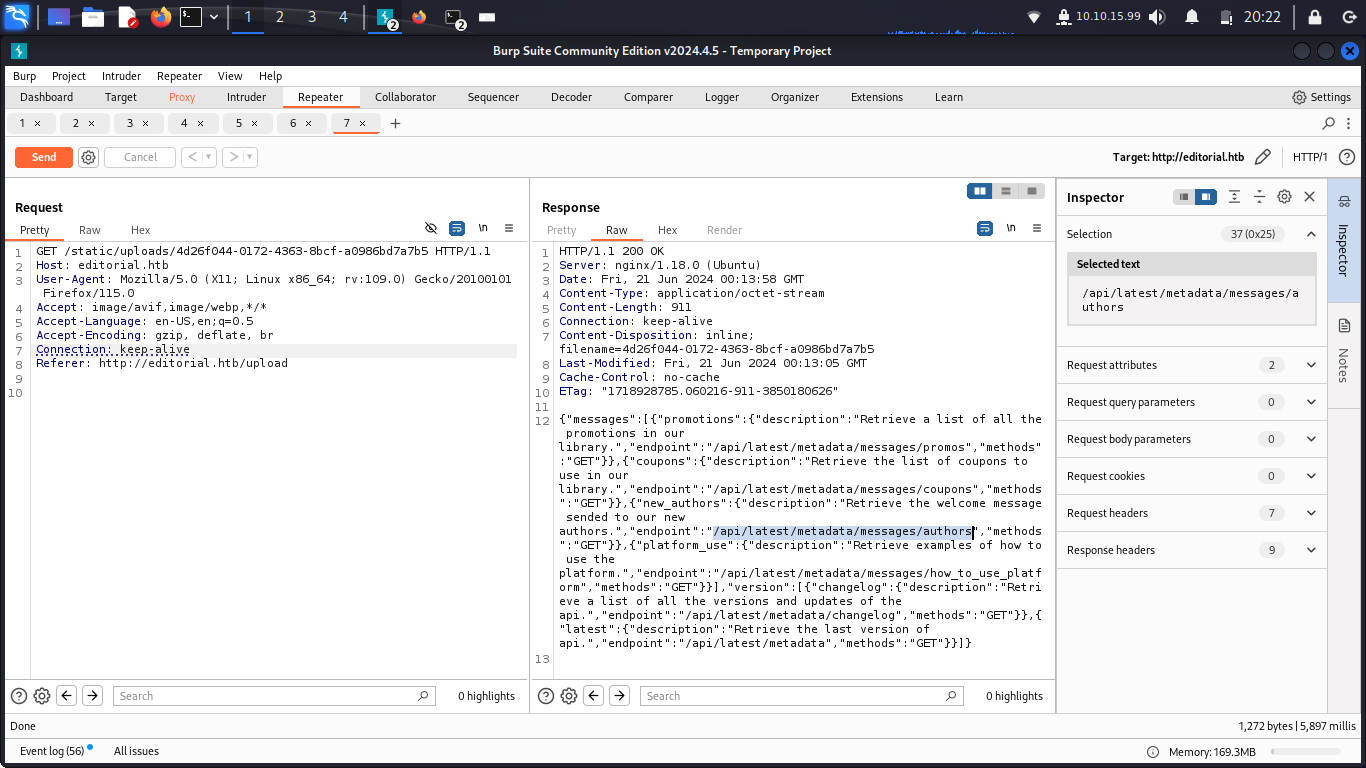 1 2 3 4 2 2 10.10.15.99 20:22
Burp Suite Community Edition v2024.4.5 - Temporary Project
Burp Project Intruder Repeater View Help
Dashboard Target Proxy Intruder Repeater Collaborator Sequencer Decoder Comparer Logger Organizer Extensions Learn Settings
1 × 2 × 3 × 4 × 5 × 6 × 7 × +
Send Cancel < > Target: http://editorial.htb HTTP/1 ?
Request
Pretty Raw Hex \n
1 GET /static/uploads/4d26f044-0172-4363-8bcf-a0986bd7a7b5 HTTP/1.1
2 Host: editorial.htb
3 User-Agent: Mozilla/5.0 (X11; Linux x86_64; rv:109.0) Gecko/20100101
Firefox/115.0
4 Accept: image/avif,image/webp,*/*
5 Accept-Language: en-US,en;q=0.5
6 Accept-Encoding: gzip, deflate, br
7 Connection: keep-alive
8 Referer: http://editorial.htb/upload
9
10
Search 0 highlights
Response
Pretty Raw Hex Render \n
1 HTTP/1.1 200 OK
2 Server: nginx/1.18.0 (Ubuntu)
3 Date: Fri, 21 Jun 2024 00:13:58 GMT
4 Content-Type: application/octet-stream
5 Content-Length: 911
6 Connection: keep-alive
7 Content-Disposition: inline;
filename=4d26f044-0172-4363-8bcf-a0986bd7a7b5
8 Last-Modified: Fri, 21 Jun 2024 00:13:05 GMT
9 Cache-Control: no-cache
10 ETag: "1718928785.060216-911-3850180626"
11
12 {"messages":[{"promotions":{"description":"Retrieve a list of all the
promotions in our
library.","endpoint":"/api/latest/metadata/messages/promos","methods"
:"GET"}},{"coupons":{"description":"Retrieve the list of coupons to
use in our
library.","endpoint":"/api/latest/metadata/messages/coupons","methods
":"GET"}},{"new_authors":{"description":"Retrieve the welcome message
sended to our new
authors.","endpoint":"/api/latest/metadata/messages/authors","methods
":"GET"}},{"platform_use":{"description":"Retrieve examples of how to
use the
platform.","endpoint":"/api/latest/metadata/messages/how_to_use_platf
orm","methods":"GET"}}],"version":[{"changelog":{"description":"Retri
eve a list of all the versions and updates of the
api.","endpoint":"/api/latest/metadata/changelog","methods":"GET"}},{
"latest":{"description":"Retrieve the last version of
api.","endpoint":"/api/latest/metadata","methods":"GET"}}]}
13
Search 0 highlights
Inspector
Selection 37 (0x25)
Selected text
/api/latest/metadata/messages/a
uthors
Request attributes 2
Request query parameters 0
Request body parameters 0
Request cookies 0
Request headers 7
Response headers 9
Inspector
Notes
Done 1,272 bytes | 5,897 millis
Event log (56) All issues Memory: 169.3MB